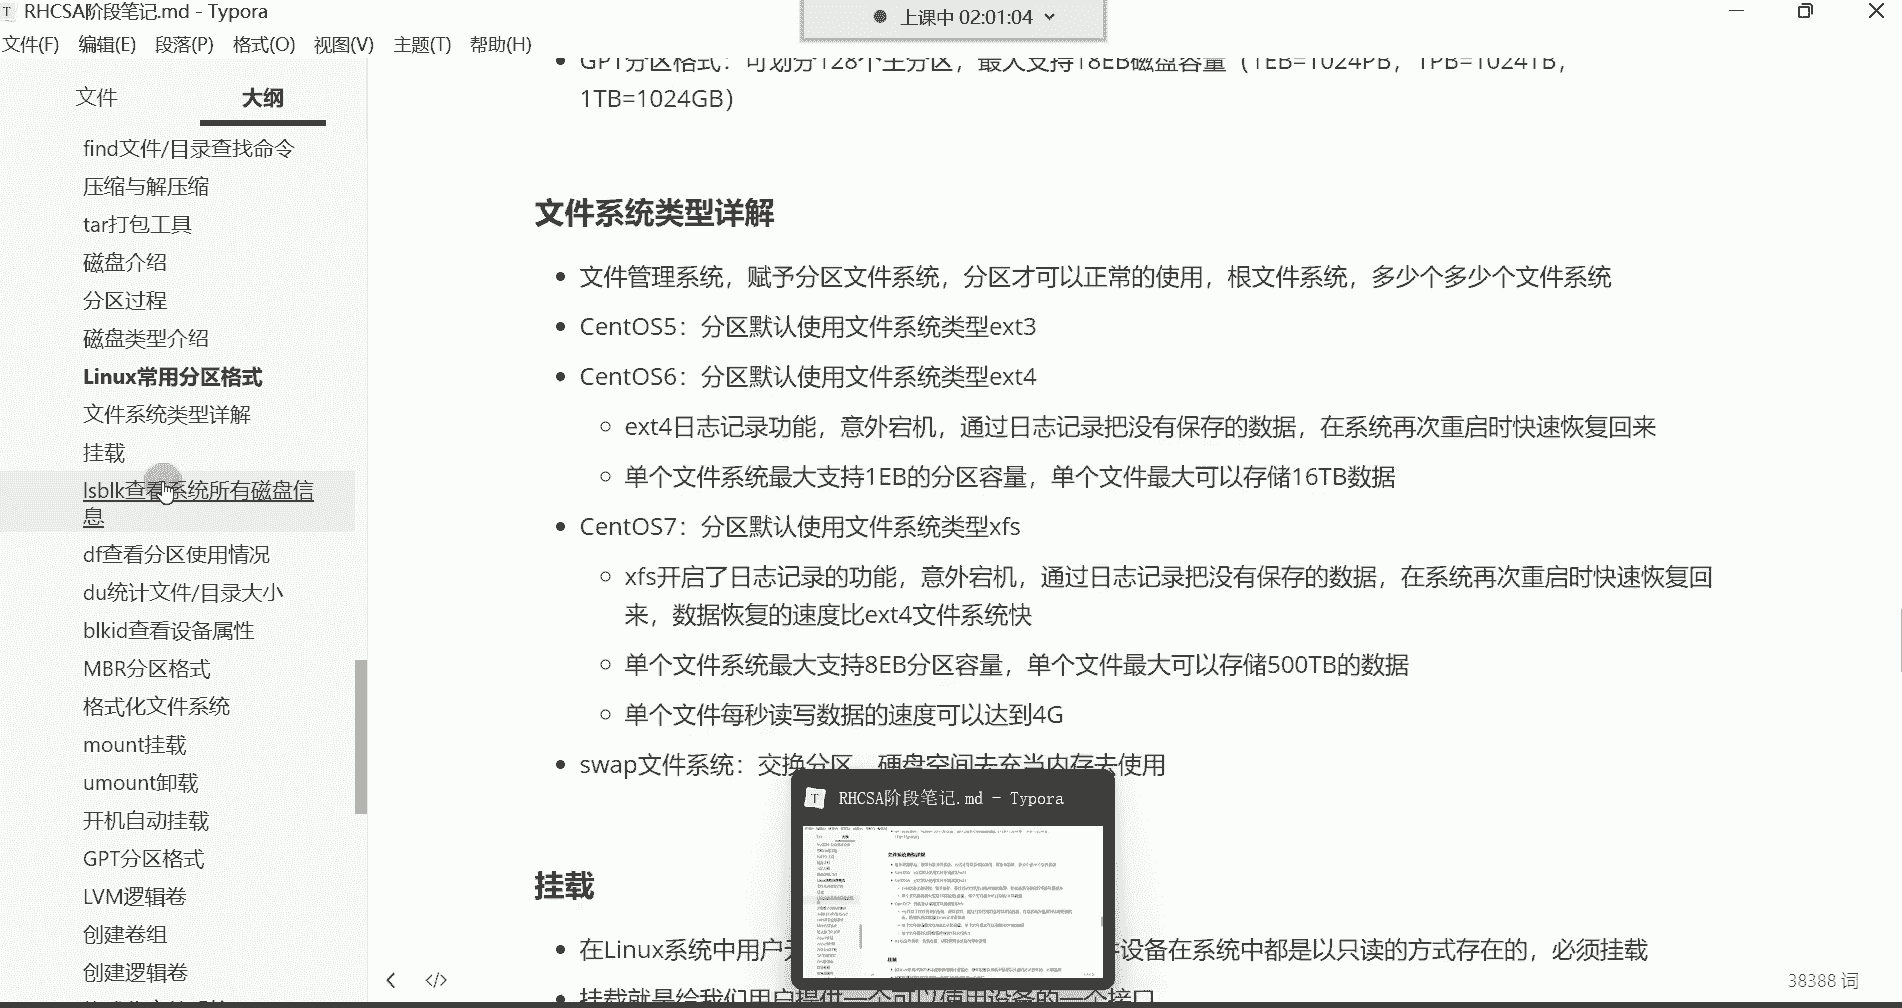 RHCSA阶段笔记.md - Typora
上课中 02:01:04
文件(F) 编辑(E) 段落(P) 格式(O) 视图(V) 主题(T) 帮助(H)
文件 大纲
find文件/目录查找命令
压缩与解压缩
tar打包工具
磁盘介绍
分区过程
磁盘类型介绍
Linux常用分区格式
文件系统类型详解
挂载
lsblk查看系统所有磁盘信
息
df查看分区使用情况
du统计文件/目录大小
blkid查看设备属性
MBR分区格式
格式化文件系统
mount挂载
umount卸载
开机自动挂载
GPT分区格式
LVM逻辑卷
创建卷组
创建逻辑卷
GPT分区格式：可划分128个主分区，最大支持18EB磁盘容量（1EB=1024PB，1PB=1024TB，
1TB=1024GB）
文件系统类型详解
文件管理系统，赋予分区文件系统，分区才可以正常的使用，根文件系统，多少个多少个文件系统
CentOS5：分区默认使用文件系统类型ext3
CentOS6：分区默认使用文件系统类型ext4
ext4日志记录功能，意外宕机，通过日志记录把没有保存的数据，在系统再次重启时快速恢复回来
单个文件系统最大支持1EB的分区容量，单个文件最大可以存储16TB数据
CentOS7：分区默认使用文件系统类型xfs
xfs开启了日志记录的功能，意外宕机，通过日志记录把没有保存的数据，在系统再次重启时快速恢复回
来，数据恢复的速度比ext4文件系统快
单个文件系统最大支持8EB分区容量，单个文件最大可以存储500TB的数据
单个文件每秒读写数据的速度可以达到4G
swap文件系统：交换分区，硬盘空间去充当内存去使用
RHCSA阶段笔记.md - Typora
挂载
在Linux系统中用户 设备在系统中都是以只读的方式存在的，必须挂载
挂载就是给我们用户提供一个可以使用设备的一个接口
38388 词